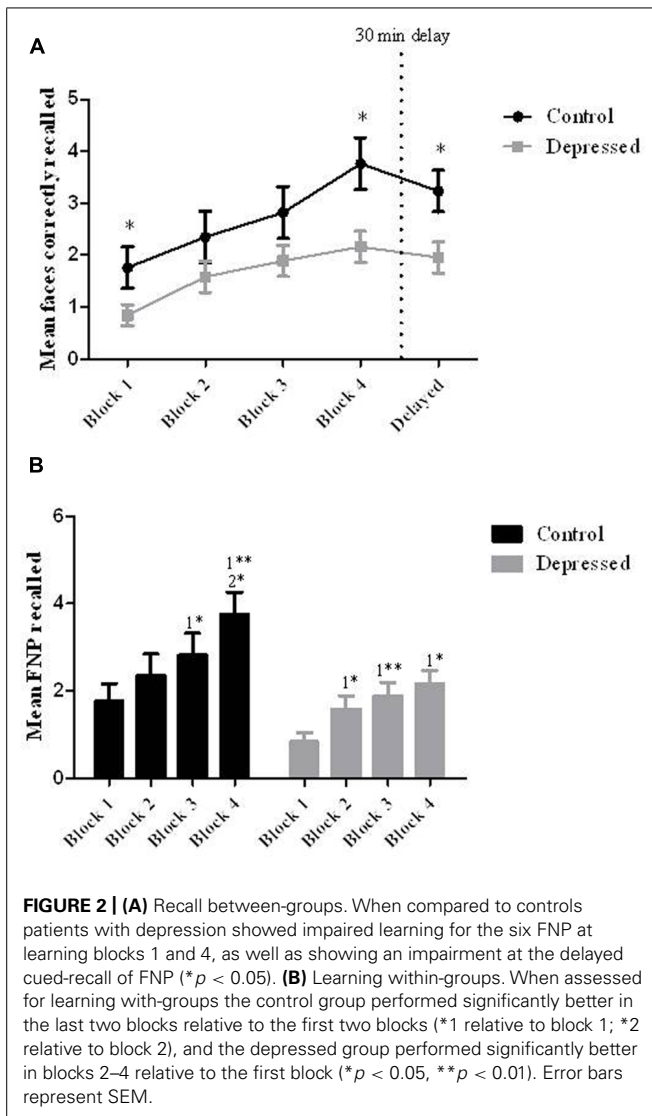 A
30 min delay
Mean faces correctly recalled
5
4
3
2
1
0
*
*
*
Control
Depressed
Block 1
Block 2
Block 3
Block 4
Delayed
B
Mean FNP recalled
6
4
2
0
1*
1**
2*
1*
1**
1*
Control
Depressed
Block 1
Block 2
Block 3
Block 4
Block 1
Block 2
Block 3
Block 4
FIGURE 2 | (A) Recall between-groups. When compared to controls
patients with depression showed impaired learning for the six FNP at
learning blocks 1 and 4, as well as showing an impairment at the delayed
cued-recall of FNP (*p < 0.05). (B) Learning within-groups. When assessed
for learning with-groups the control group performed significantly better in
the last two blocks relative to the first two blocks (*1 relative to block 1; *2
relative to block 2), and the depressed group performed significantly better
in blocks 2–4 relative to the first block (*p < 0.05, **p < 0.01). Error bars
represent SEM.